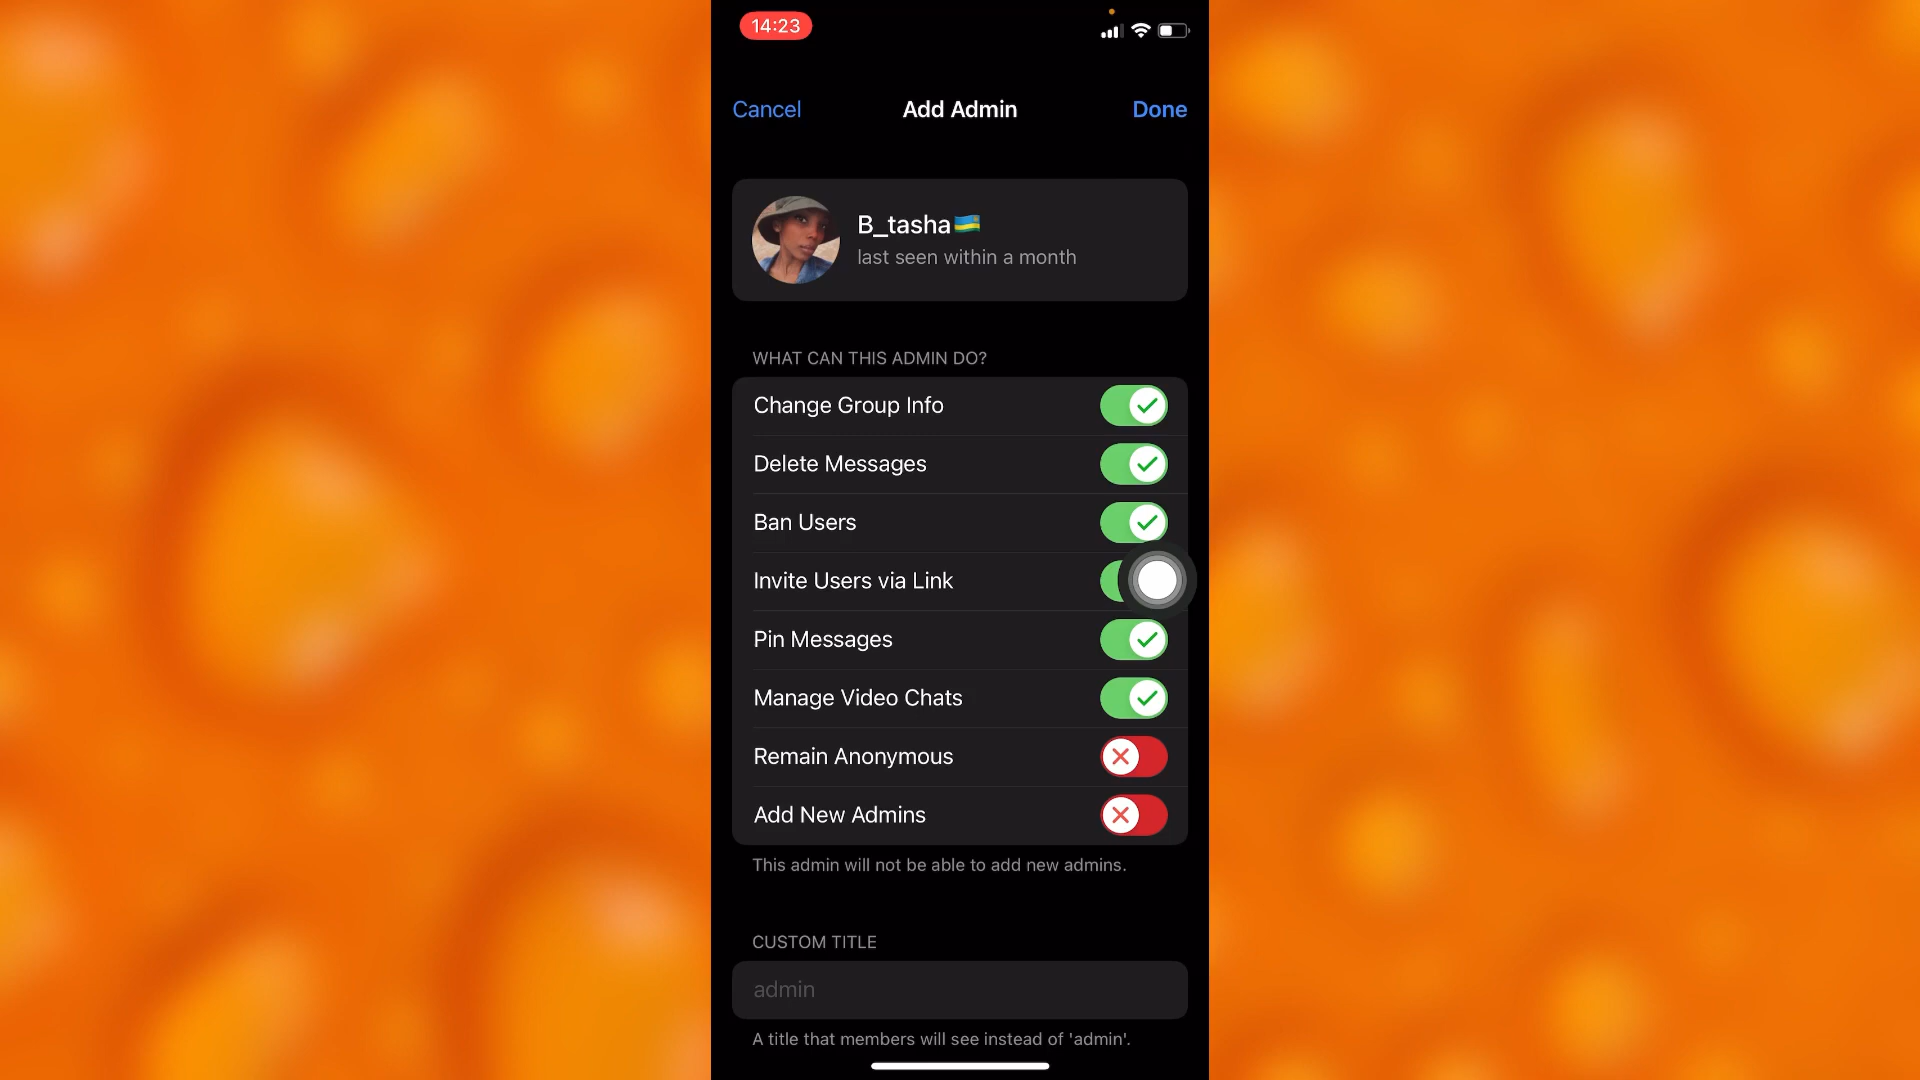 14:23
Cancel
Add Admin
Done
B_tasha🇷🇼
last seen within a month
WHAT CAN THIS ADMIN DO?
Change Group Info
Delete Messages
Ban Users
Invite Users via Link
Pin Messages
Manage Video Chats
Remain Anonymous
Add New Admins
This admin will not be able to add new admins.
CUSTOM TITLE
admin
A title that members will see instead of 'admin'.